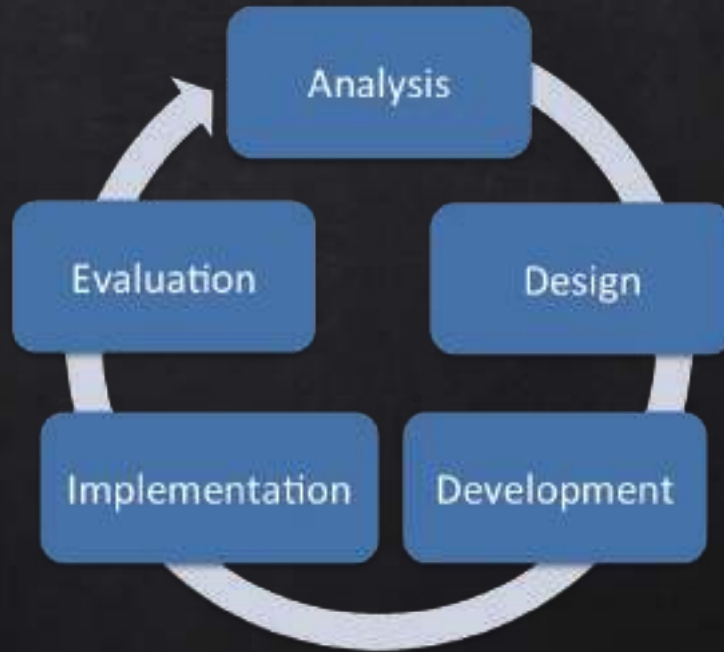 Analysis
Design
Development
Implementation
Evaluation